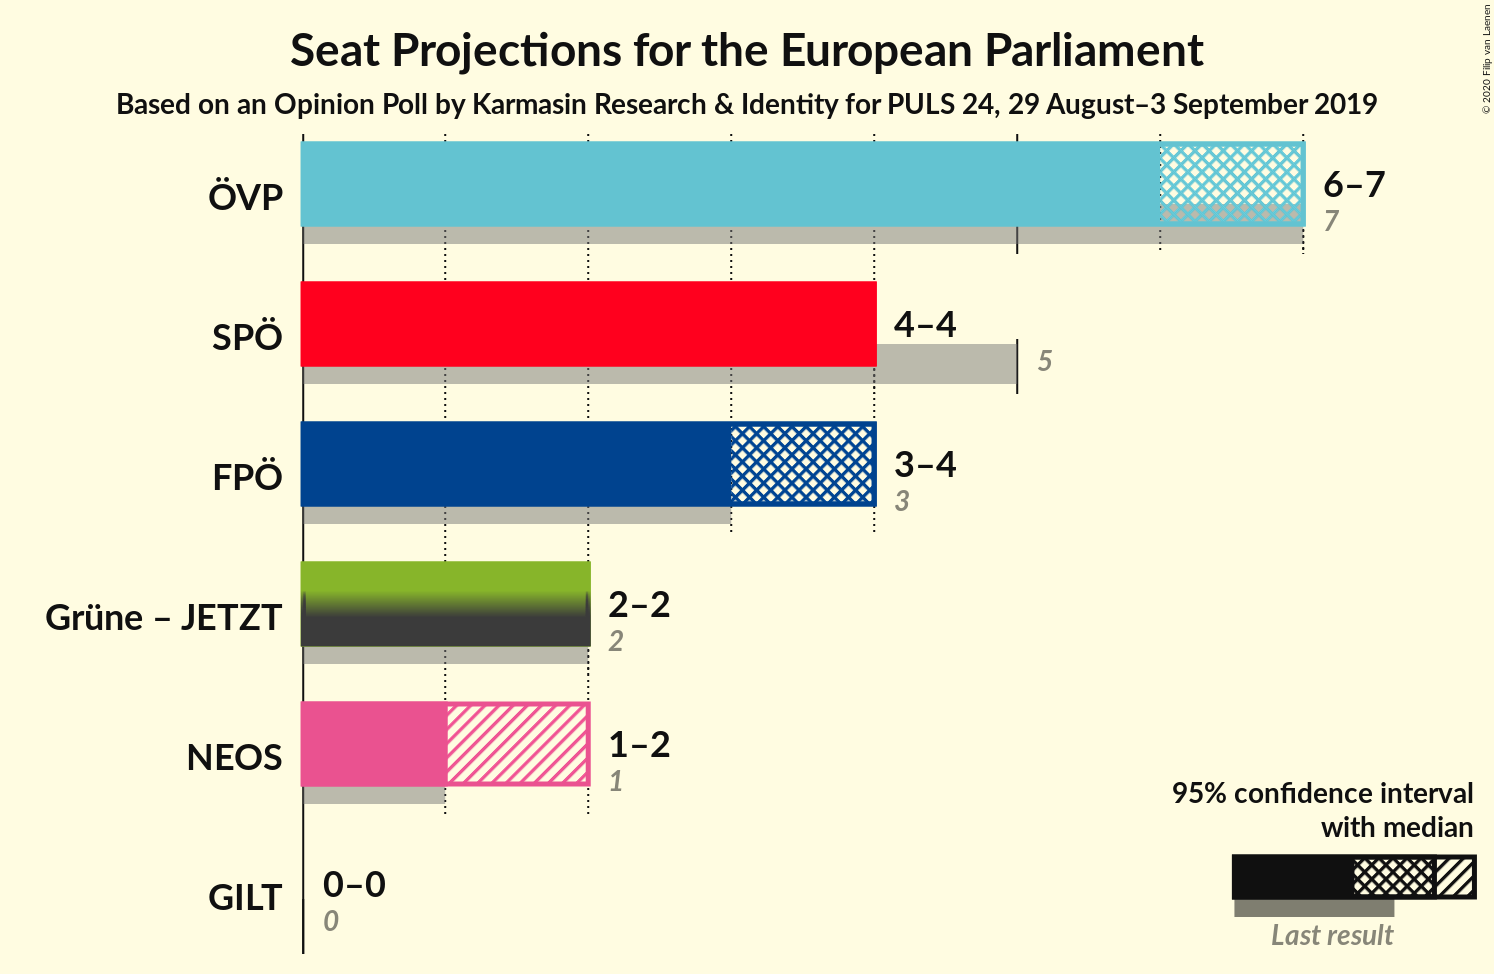 Seat Projections for the European Parliament
Based on an Opinion Poll by Karmasin Research & Identity for PULS 24, 29 August–3 September 2019
© 2020 Filip van Laenen
ÖVP
6–7
7
SPÖ
4–4
5
FPÖ
3–4
3
Grüne – JETZT
2–2
2
NEOS
1–2
1
GILT
0–0
0
95% confidence interval
with median
Last result